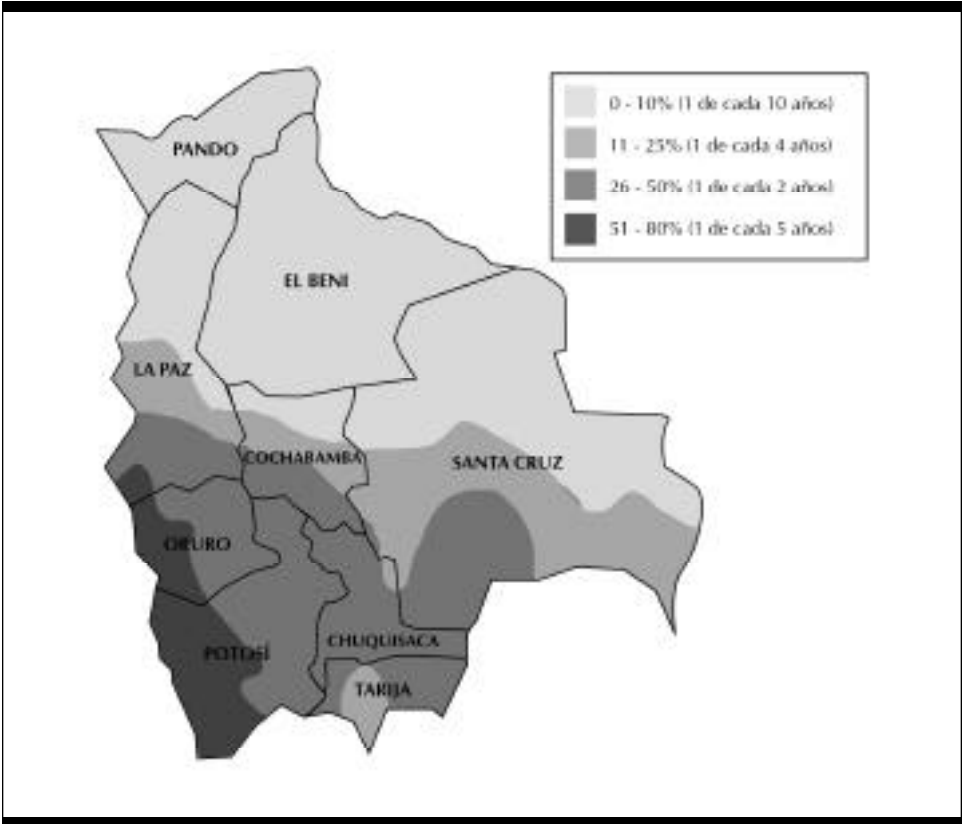 0 - 10% (1 de cada 10 años)
11 - 25% (1 de cada 4 años)
26 - 50% (1 de cada 2 años)
51 - 80% (1 de cada 5 años)
PANDO
EL BENI
LA PAZ
COCHABAMBA
SANTA CRUZ
ORURO
CHUQUISACA
POTOSÍ
TARIJA